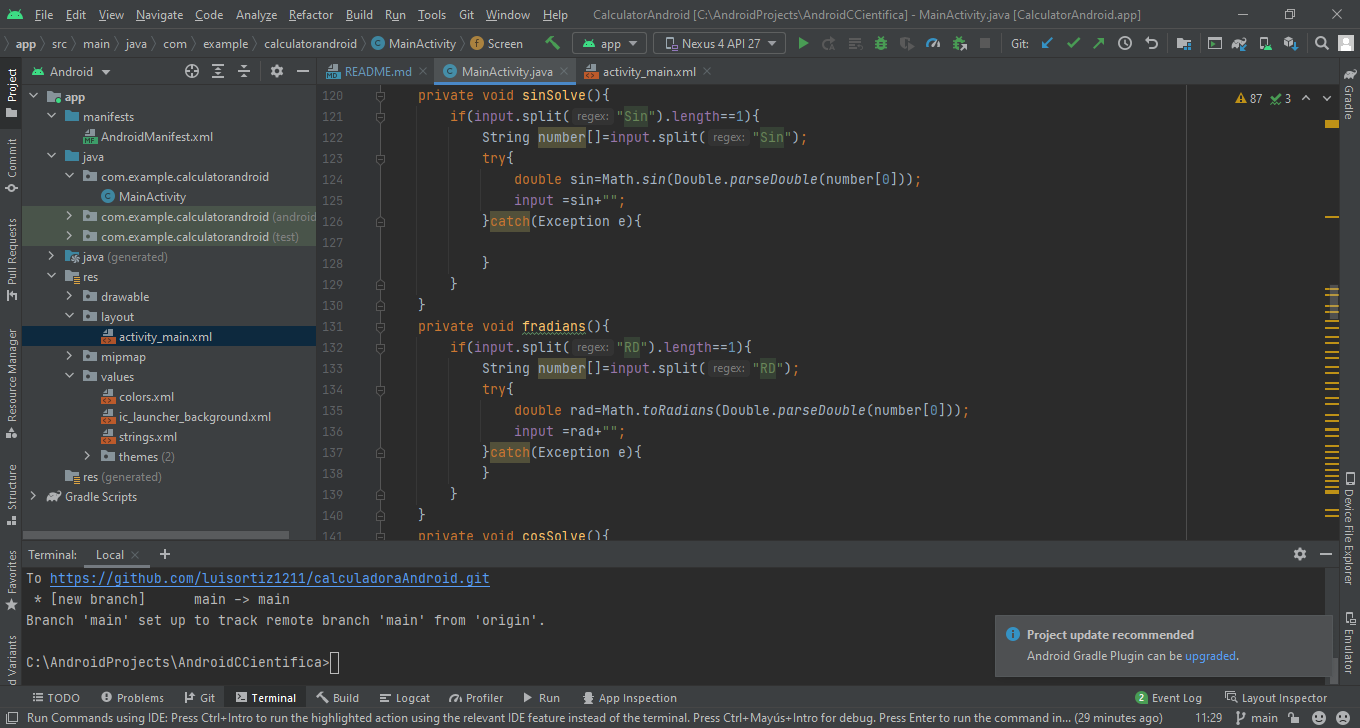 File Edit View Navigate Code Analyze Refactor Build Run Tools Git Window Help CalculatorAndroid [C:\AndroidProjects\AndroidCCientifica] - MainActivity.java [CalculatorAndroid.app]
app src main java com example calculatorandroid MainActivity Screen app Nexus 4 API 27 Git:
Android
README.md MainActivity.java activity_main.xml
Project
Commit
Pull Requests
Resource Manager
Structure
Favorites
d Variants
app
manifests
AndroidManifest.xml
java
com.example.calculatorandroid
MainActivity
com.example.calculatorandroid (android
com.example.calculatorandroid (test)
java (generated)
res
drawable
layout
activity_main.xml
mipmap
values
colors.xml
ic_launcher_background.xml
strings.xml
themes (2)
res (generated)
Gradle Scripts
87 3
120 private void sinSolve(){
121 if(input.split( regex: "Sin").length==1){
122 String number[]=input.split( regex: "Sin");
123 try{
124 double sin=Math.sin(Double.parseDouble(number[0]));
125 input =sin+"";
126 }catch(Exception e){
127
128 }
129 }
130 }
131 private void fradians(){
132 if(input.split( regex: "RD").length==1){
133 String number[]=input.split( regex: "RD");
134 try{
135 double rad=Math.toRadians(Double.parseDouble(number[0]));
136 input =rad+"";
137 }catch(Exception e){
138 }
139 }
140 }
141 private void cosSolve(){
Gradle
Device File Explorer
Emulator
Terminal: Local +
To https://github.com/luisortiz1211/calculadoraAndroid.git
* [new branch] main -> main
Branch 'main' set up to track remote branch 'main' from 'origin'.
C:\AndroidProjects\AndroidCCientifica>
Project update recommended
Android Gradle Plugin can be upgraded.
TODO Problems Git Terminal Build Logcat Profiler Run App Inspection 2 Event Log Layout Inspector
Run Commands using IDE: Press Ctrl+Intro to run the highlighted action using the relevant IDE feature instead of the terminal. Press Ctrl+Mayús+Intro for debug. Press Enter to run the command in... (29 minutes ago) 11:29 main